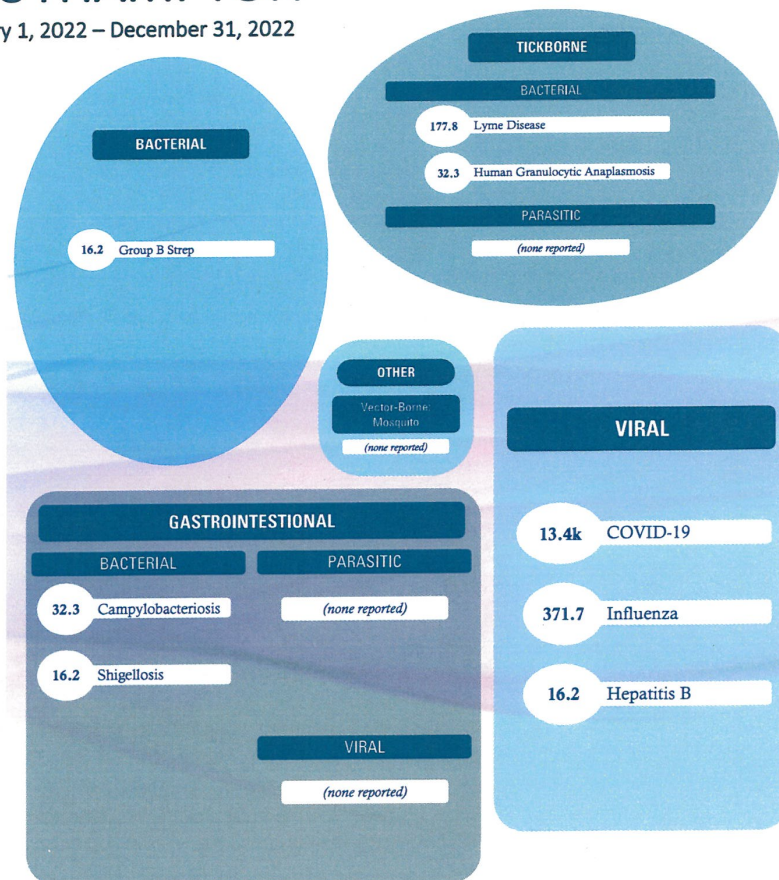 y 1, 2022 – December 31, 2022
TICKBORNE
BACTERIAL
177.8 Lyme Disease
32.3 Human Granulocytic Anaplasmosis
PARASITIC
(none reported)
BACTERIAL
16.2 Group B Strep
OTHER
Vector-Borne:
Mosquito
(none reported)
VIRAL
13.4k COVID-19
371.7 Influenza
16.2 Hepatitis B
GASTROINTESTIONAL
BACTERIAL
32.3 Campylobacteriosis
16.2 Shigellosis
PARASITIC
(none reported)
VIRAL
(none reported)